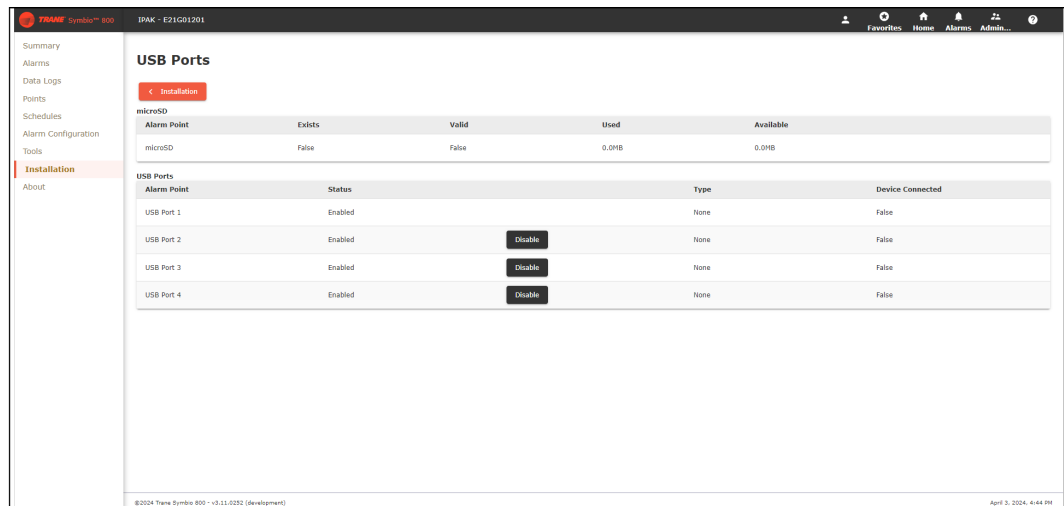 TRANE Symbio™ 800 IPAK - E21G01201
Favorites Home Alarms Admin...
Summary
Alarms
Data Logs
Points
Schedules
Alarm Configuration
Tools
Installation
About
USB Ports
< Installation
microSD
Alarm Point Exists Valid Used Available
microSD False False 0.0MB 0.0MB
USB Ports
Alarm Point Status Type Device Connected
USB Port 1 Enabled None False
USB Port 2 Enabled Disable None False
USB Port 3 Enabled Disable None False
USB Port 4 Enabled Disable None False
©2024 Trane Symbio 800 - v3.11.0252 (development) April 3, 2024, 4:44 PM